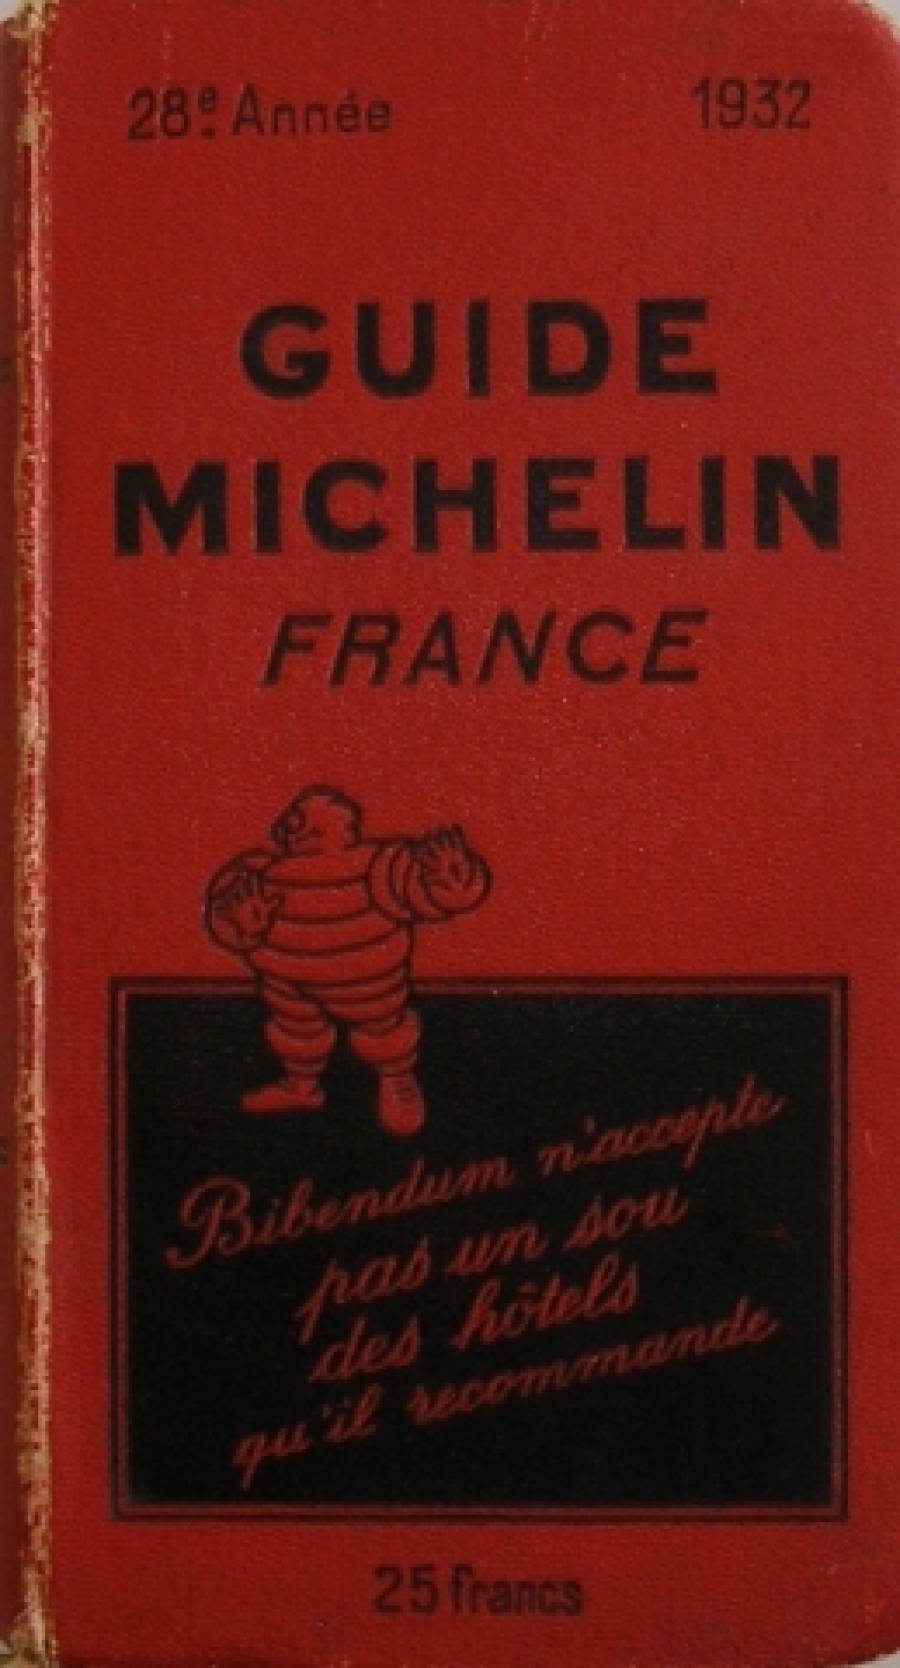 28e Année 1932
GUIDE
MICHELIN
FRANCE
Bibendum n'accepte
pas un sou
des hôtels
qu'il recommande
25 francs